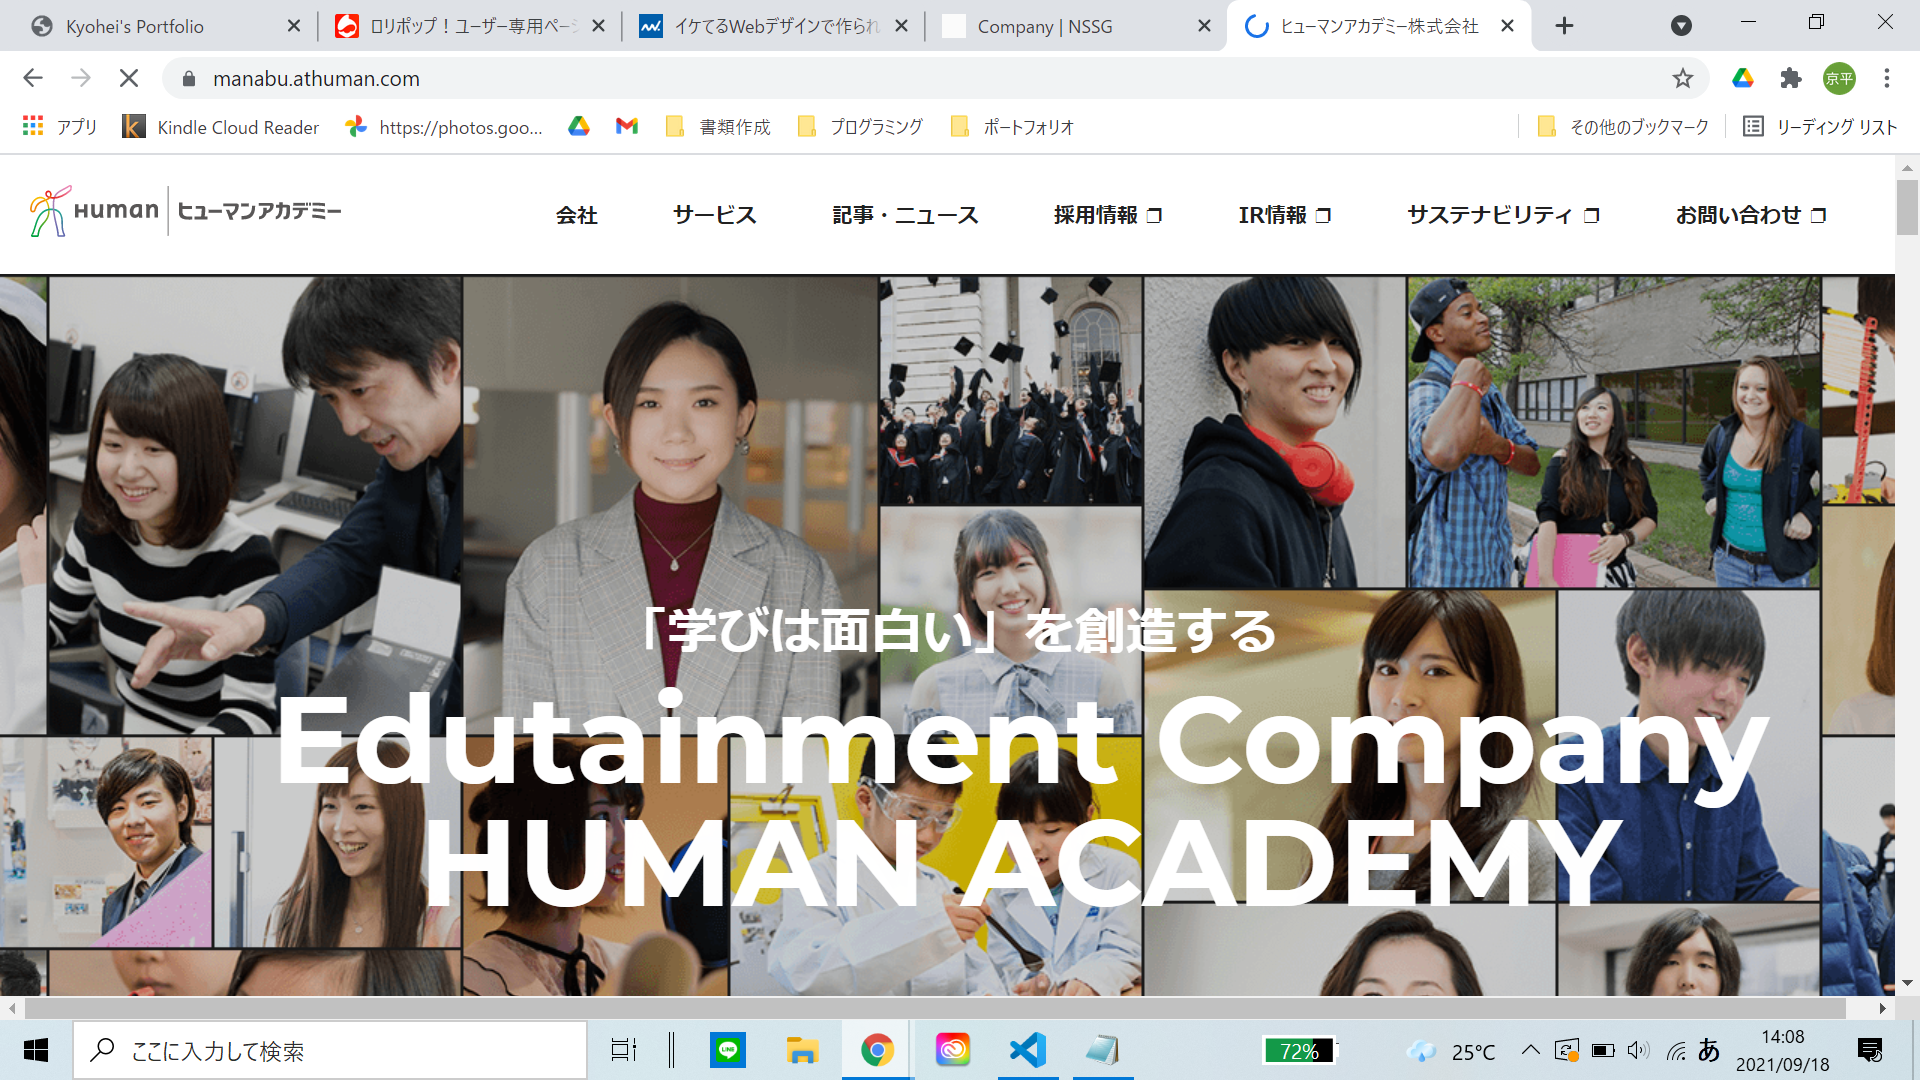 Kyohei's Portfolio
ロリポップ！ユーザー専用ペー
イケてるWebデザインで作られ
Company | NSSG
ヒューマンアカデミー株式会社
manabu.athuman.com
京平
アプリ
Kindle Cloud Reader
https://photos.goo...
書類作成
プログラミング
ポートフォリオ
その他のブックマーク
リーディング リスト
Human
ヒューマンアカデミー
会社
サービス
記事・ニュース
採用情報
IR情報
サステナビリティ
お問い合わせ
「学びは面白い」を創造する
Edutainment Company
HUMAN ACADEMY
ここに入力して検索
LINE
72%
25°C
あ
14:08
2021/09/18